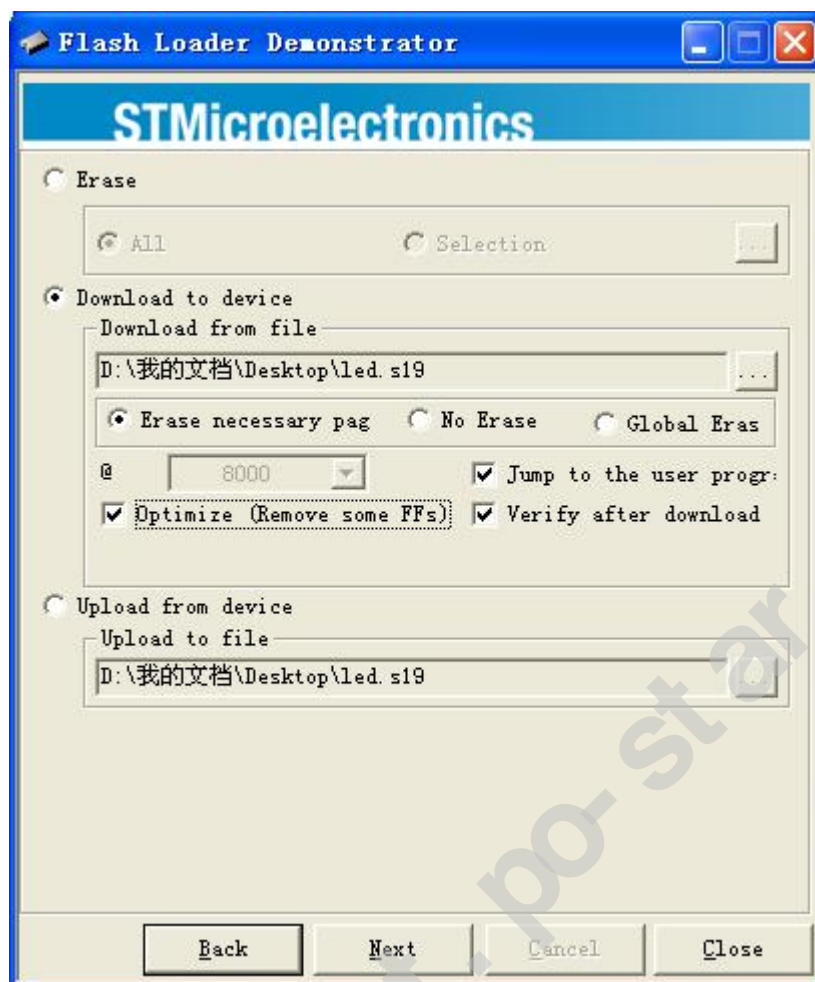 Flash Loader Demonstrator
STMicroelectronics
Erase
All Selection ...
Download to device
Download from file
D:\我的文档\Desktop\led.s19 ...
Erase necessary pag No Erase Global Eras
@ 8000 Jump to the user progr
Optimize (Remove some FFs) Verify after download
Upload from device
Upload to file
D:\我的文档\Desktop\led.s19 ...
Back Next Cancel Close
. po-star